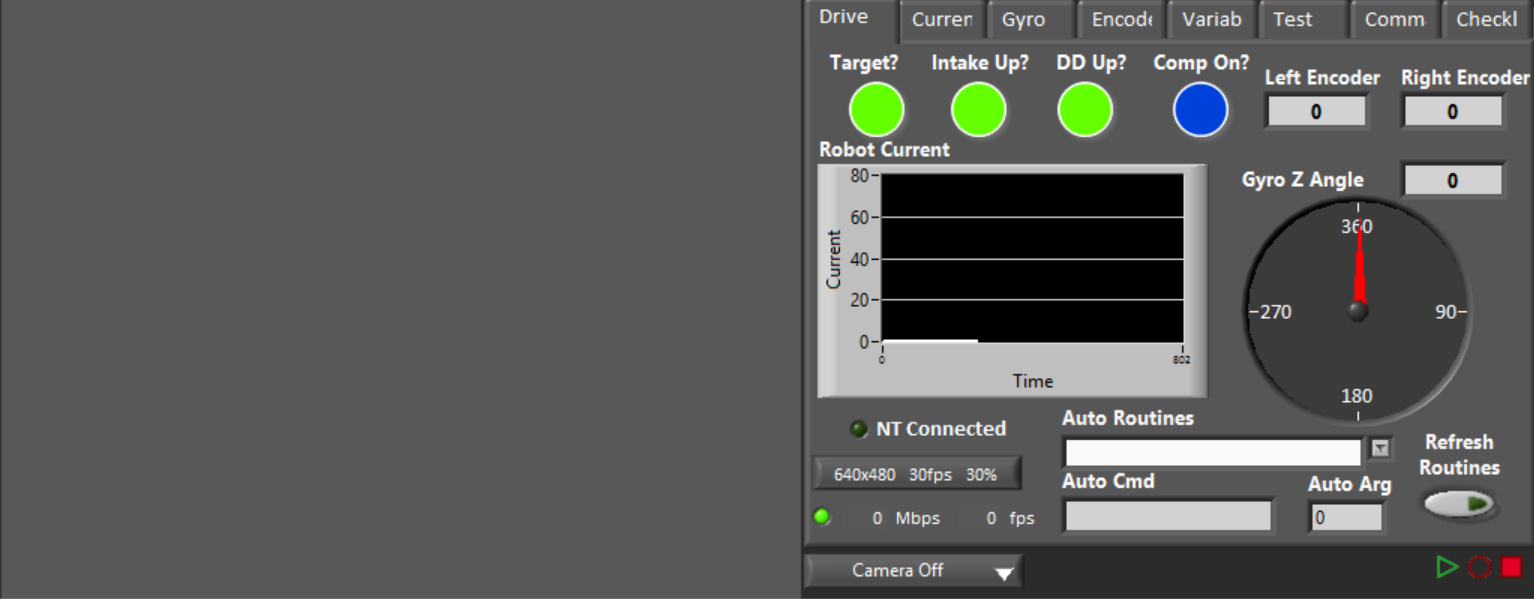 Drive Curren Gyro Encode Variab Test Comm Checkl
Target? Intake Up? DD Up? Comp On?
Left Encoder Right Encoder
0 0
Robot Current
Gyro Z Angle 0
80
60
40
20
0
Current
0 802
Time
360
270 90
180
NT Connected
640x480 30fps 30%
0 Mbps 0 fps
Auto Routines
Auto Cmd
Auto Arg
0
Refresh
Routines
Camera Off